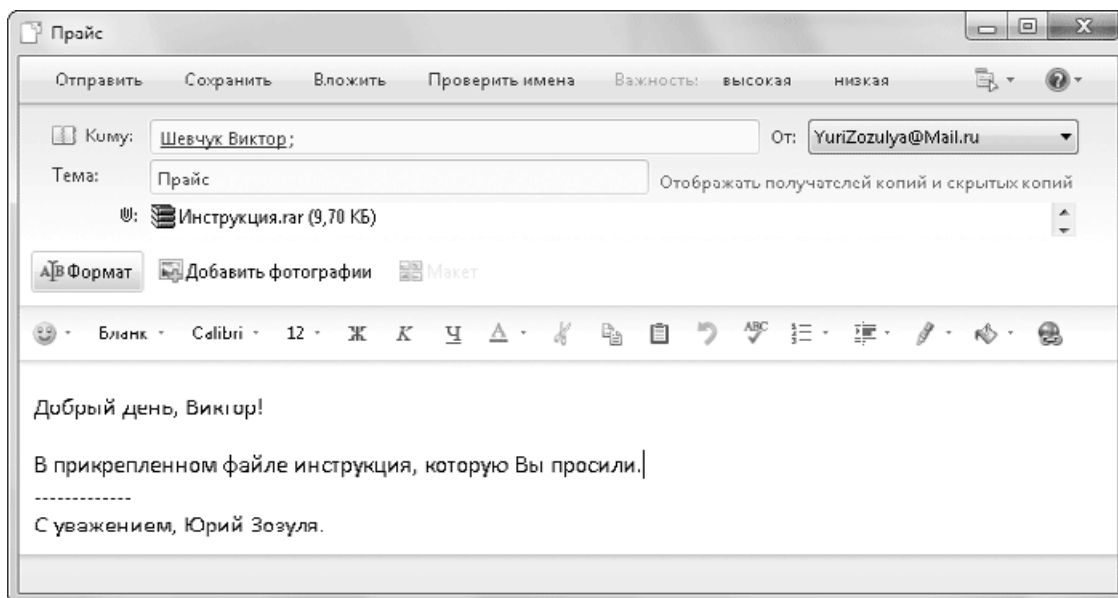 Прайс
Отправить Сохранить Вложить Проверить имена Важность: высокая низкая
Кому: Шевчук Виктор; От: YuriZozulya@Mail.ru
Тема: Прайс Отображать получателей копий и скрытых копий
Инструкция.rar (9,70 КБ)
Формат Добавить фотографии Макет
Бланк Calibri 12 Ж К Ч А ABC
Добрый день, Виктор!
В прикрепленном файле инструкция, которую Вы просили.
-------------
С уважением, Юрий Зозуля.